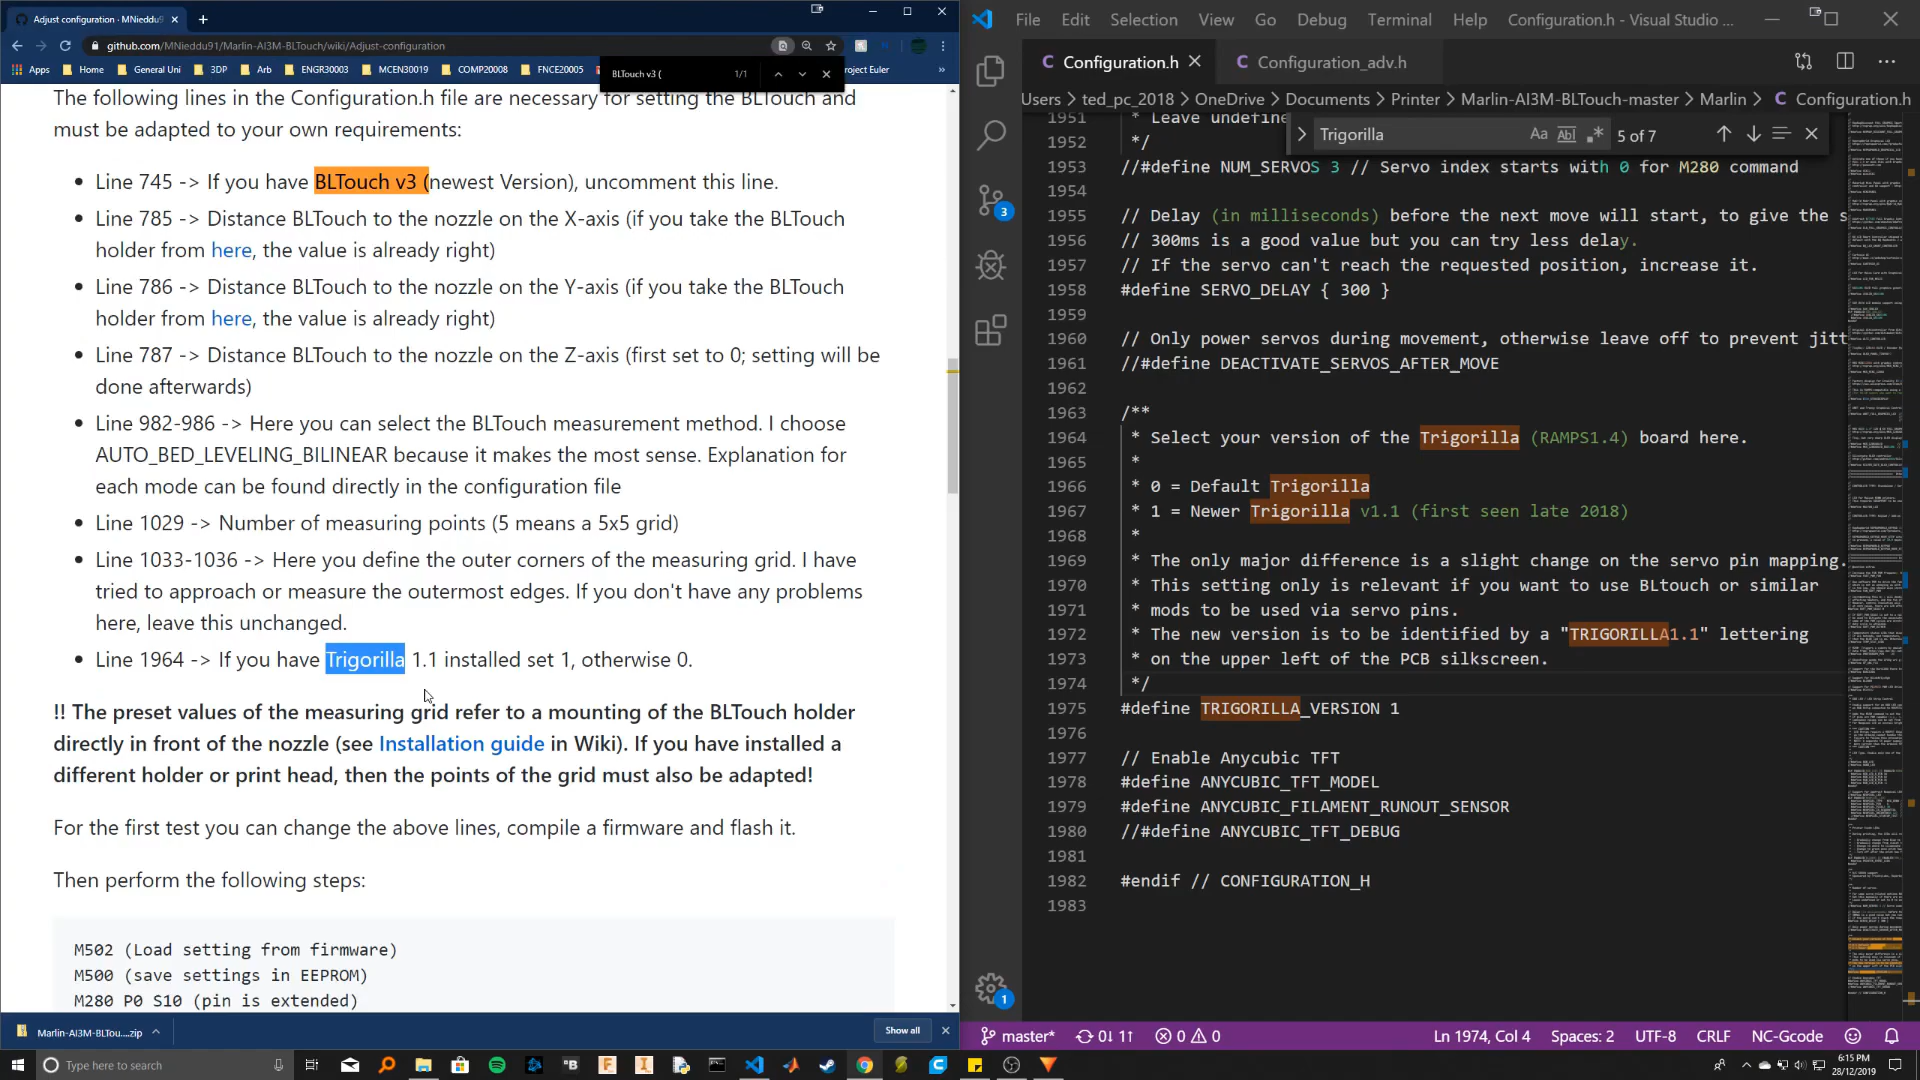 Adjust configuration · MNieddu9
github.com/MNieddu91/Marlin-AI3M-BLTouch/wiki/Adjust-configuration
Apps
Home
General Uni
3DP
Arb
ENGR30003
MCEN30019
COMP20008
FNCE20005
roject Euler
»
BLTouch v3 (
1/1
The following lines in the Configuration.h file are necessary for setting the BLTouch and
must be adapted to your own requirements:
• Line 745 -> If you have BLTouch v3 (newest Version), uncomment this line.
• Line 785 -> Distance BLTouch to the nozzle on the X-axis (if you take the BLTouch
holder from here, the value is already right)
• Line 786 -> Distance BLTouch to the nozzle on the Y-axis (if you take the BLTouch
holder from here, the value is already right)
• Line 787 -> Distance BLTouch to the nozzle on the Z-axis (first set to 0; setting will be
done afterwards)
• Line 982-986 -> Here you can select the BLTouch measurement method. I choose
AUTO_BED_LEVELING_BILINEAR because it makes the most sense. Explanation for
each mode can be found directly in the configuration file
• Line 1029 -> Number of measuring points (5 means a 5x5 grid)
• Line 1033-1036 -> Here you define the outer corners of the measuring grid. I have
tried to approach or measure the outermost edges. If you don't have any problems
here, leave this unchanged.
• Line 1964 -> If you have Trigorilla 1.1 installed set 1, otherwise 0.
!! The preset values of the measuring grid refer to a mounting of the BLTouch holder
directly in front of the nozzle (see Installation guide in Wiki). If you have installed a
different holder or print head, then the points of the grid must also be adapted!
For the first test you can change the above lines, compile a firmware and flash it.
Then perform the following steps:
M502 (Load setting from firmware)
M500 (save settings in EEPROM)
M280 P0 S10 (pin is extended)
Marlin-AI3M-BLTou....zip
Show all
Type here to search
File Edit Selection View Go Debug Terminal Help Configuration.h - Visual Studio ...
Configuration.h
Configuration_adv.h
Users > ted_pc_2018 > OneDrive > Documents > Printer > Marlin-AI3M-BLTouch-master > Marlin > Configuration.h
Trigorilla
Aa Abl .*
5 of 7
3
1
1951 * Leave undefine
1952 */
1953 //#define NUM_SERVOS 3 // Servo index starts with 0 for M280 command
1954
1955 // Delay (in milliseconds) before the next move will start, to give the s
1956 // 300ms is a good value but you can try less delay.
1957 // If the servo can't reach the requested position, increase it.
1958 #define SERVO_DELAY { 300 }
1959
1960 // Only power servos during movement, otherwise leave off to prevent jitt
1961 //#define DEACTIVATE_SERVOS_AFTER_MOVE
1962
1963 /**
1964 * Select your version of the Trigorilla (RAMPS1.4) board here.
1965 *
1966 * 0 = Default Trigorilla
1967 * 1 = Newer Trigorilla v1.1 (first seen late 2018)
1968 *
1969 * The only major difference is a slight change on the servo pin mapping.
1970 * This setting only is relevant if you want to use BLtouch or similar
1971 * mods to be used via servo pins.
1972 * The new version is to be identified by a "TRIGORILLA1.1" lettering
1973 * on the upper left of the PCB silkscreen.
1974 */
1975 #define TRIGORILLA_VERSION 1
1976
1977 // Enable Anycubic TFT
1978 #define ANYCUBIC_TFT_MODEL
1979 #define ANYCUBIC_FILAMENT_RUNOUT_SENSOR
1980 //#define ANYCUBIC_TFT_DEBUG
1981
1982 #endif // CONFIGURATION_H
1983
master* 0↓ 1↑ 0 0
Ln 1974, Col 4 Spaces: 2 UTF-8 CRLF NC-Gcode
6:15 PM
28/12/2019